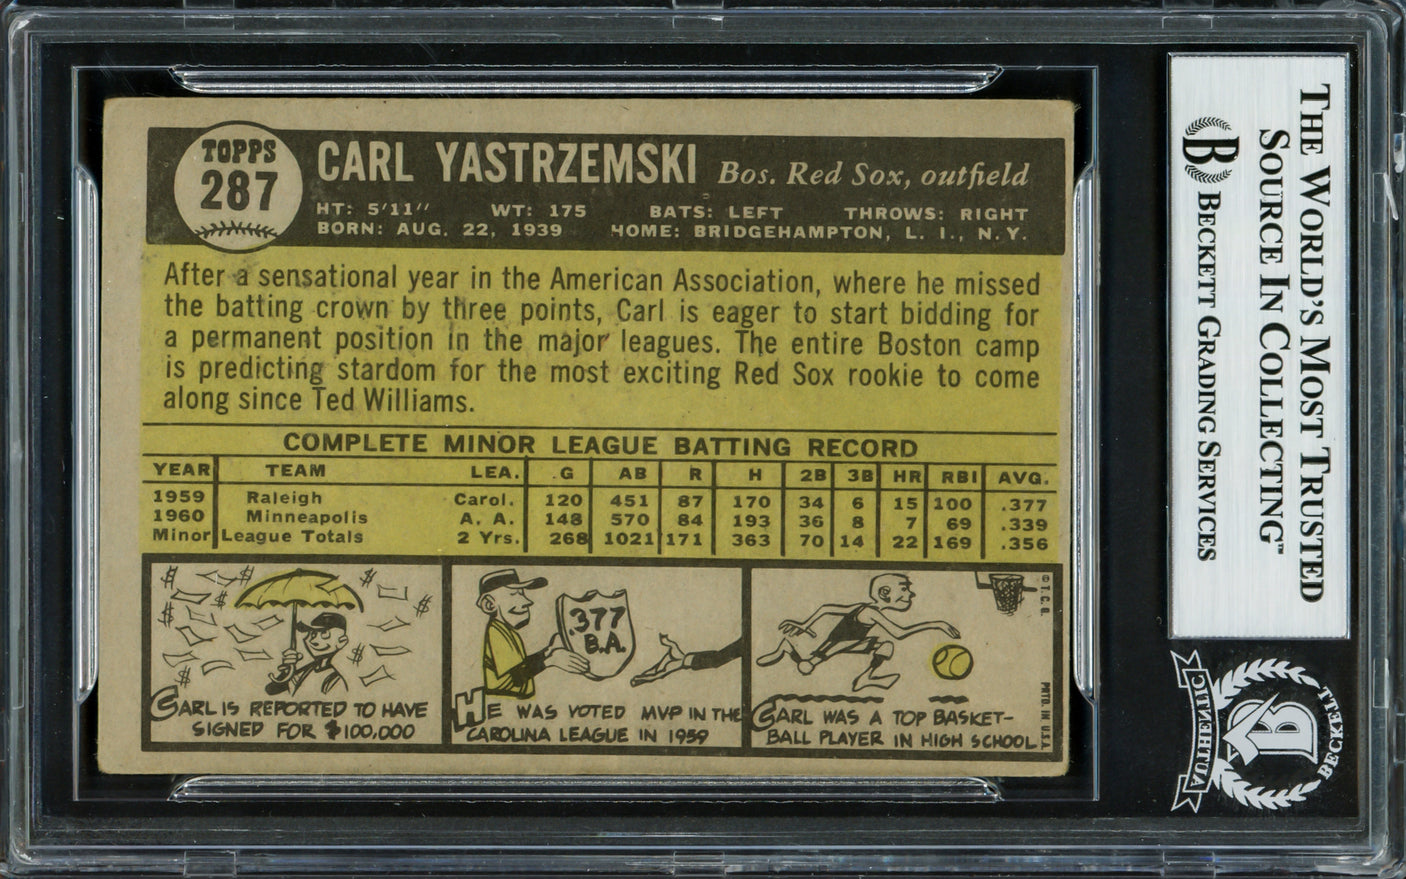 TOPPS
287
CARL YASTRZEMSKI Bos. Red Sox, outfield
HT: 5'11" WT: 175 BATS: LEFT THROWS: RIGHT
BORN: AUG. 22, 1939 HOME: BRIDGEHAMPTON, L. I., N. Y.
After a sensational year in the American Association, where he missed
the batting crown by three points, Carl is eager to start bidding for
a permanent position in the major leagues. The entire Boston camp
is predicting stardom for the most exciting Red Sox rookie to come
along since Ted Williams.
COMPLETE MINOR LEAGUE BATTING RECORD
YEAR TEAM LEA. G AB R H 2B 3B HR RBI AVG.
1959 Raleigh Carol. 120 451 87 170 34 6 15 100 .377
1960 Minneapolis A. A. 148 570 84 193 36 8 7 69 .339
Minor League Totals 2 Yrs. 268 1021 171 363 70 14 22 169 .356
$ $ $ $ $ $
CARL IS REPORTED TO HAVE
SIGNED FOR $100,000
.377
B.A.
HE WAS VOTED MVP IN THE
CAROLINA LEAGUE IN 1959
CARL WAS A TOP BASKET-
BALL PLAYER IN HIGH SCHOOL
© T.C.G.
PRTD. IN U.S.A.
THE WORLD'S MOST TRUSTED
SOURCE IN COLLECTING™
B BECKETT GRADING SERVICES
BECKETT
B
AUTHENTIC